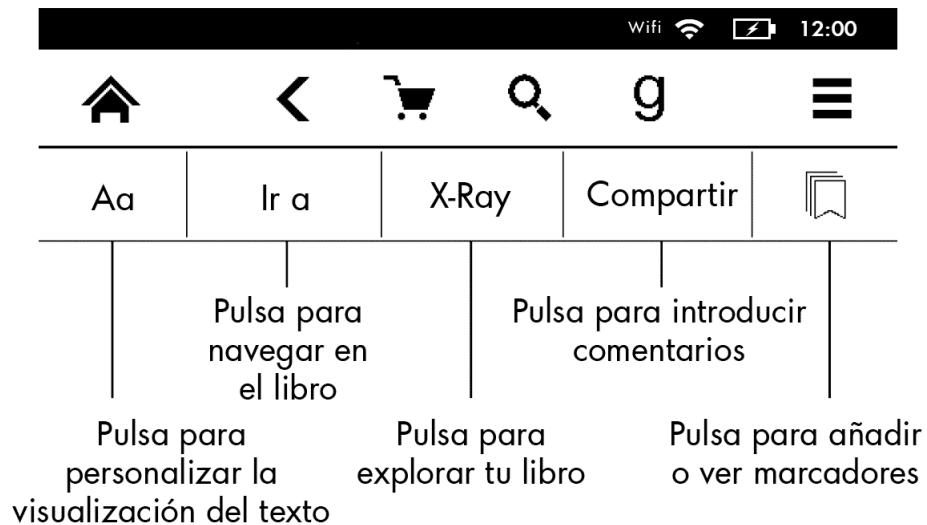 Wifi 12:00
g
Aa Ir a X-Ray Compartir
Pulsa para
navegar en
el libro
Pulsa para introducir
comentarios
Pulsa para
personalizar la
visualización del texto
Pulsa para
explorar tu libro
Pulsa para añadir
o ver marcadores